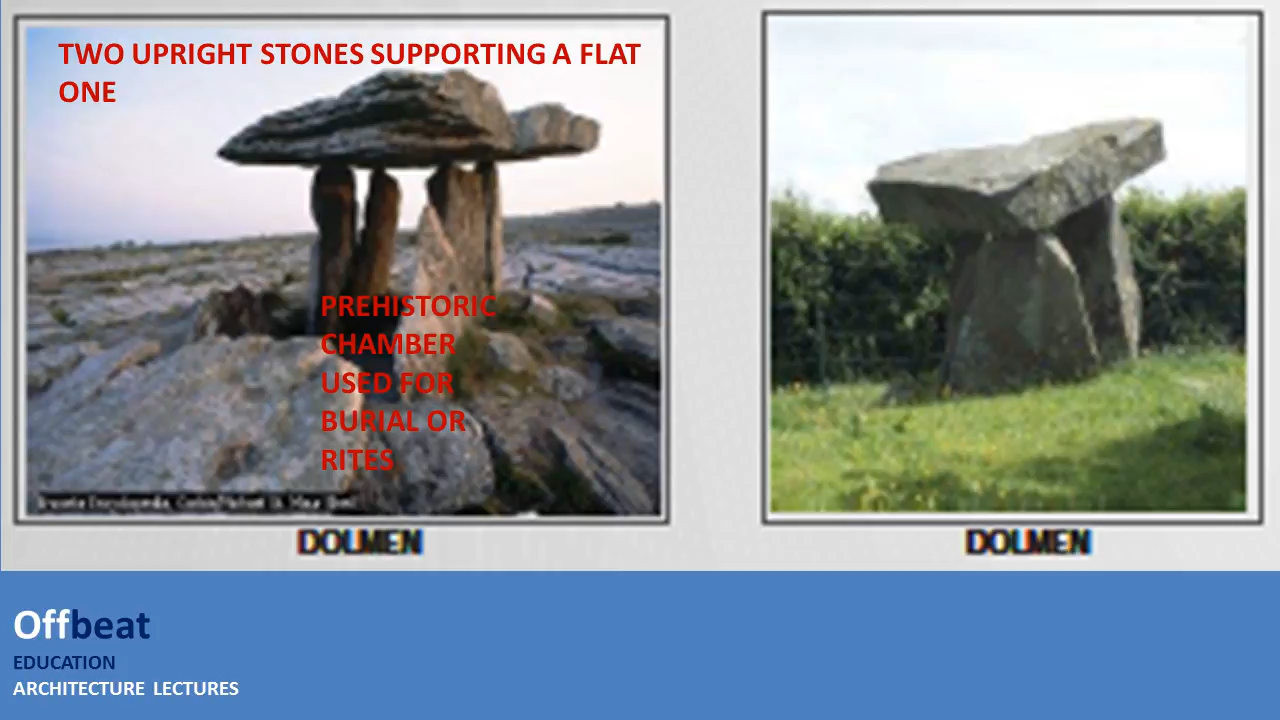 TWO UPRIGHT STONES SUPPORTING A FLAT
ONE
PREHISTORIC
CHAMBER
USED FOR
BURIAL OR
RITES
DOLMEN
DOLMEN
Offbeat
EDUCATION
ARCHITECTURE LECTURES